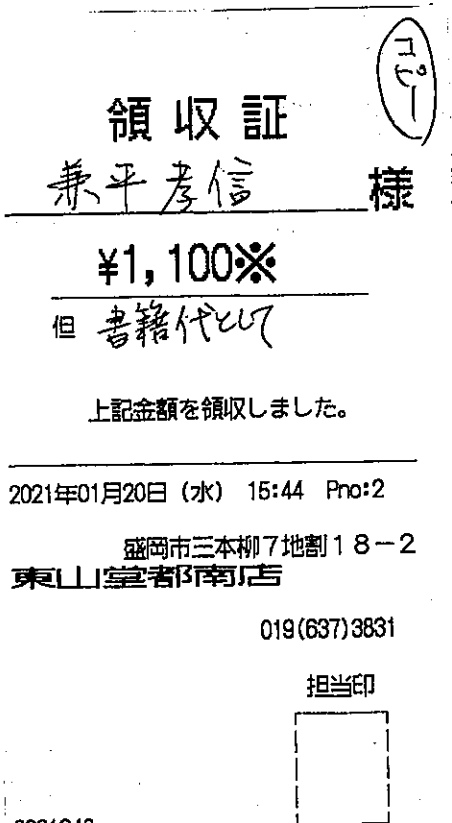 コピー
領収証
兼平孝信 様
¥1,100※
但 書籍代として
上記金額を領収しました。
2021年01月20日（水） 15:44 Pno:2
盛岡市三本柳7地割18-2
東山堂都南店
019(637)3831
担当印